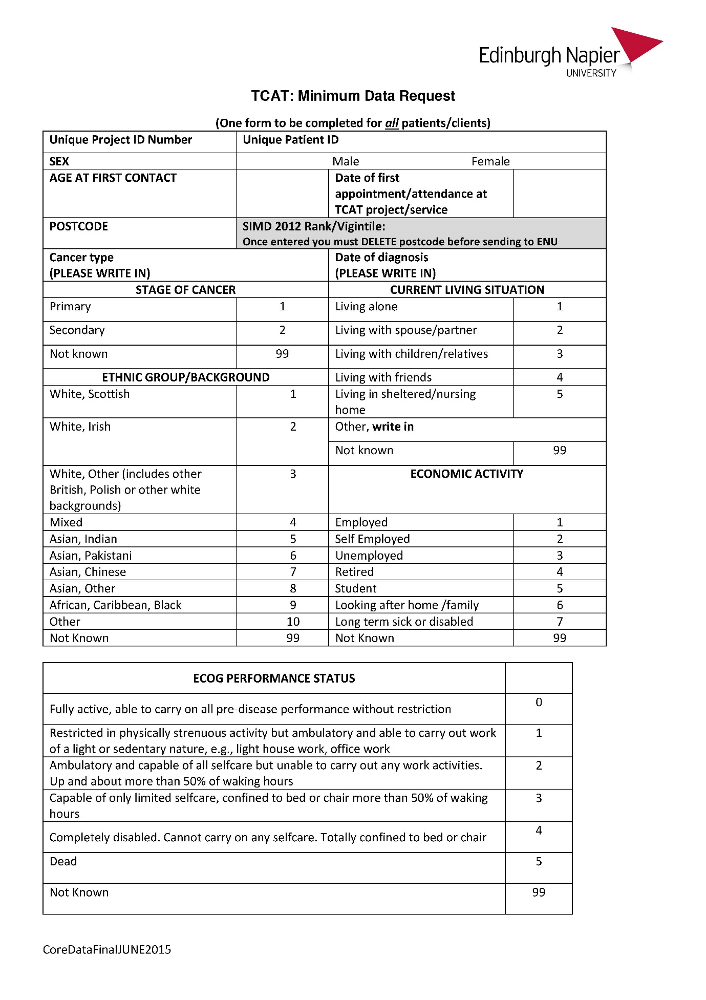 Edinburgh Napier
UNIVERSITY
TCAT: Minimum Data Request
(One form to be completed for all patients/clients)
Unique Project ID Number
Unique Patient ID
SEX
Male
Female
AGE AT FIRST CONTACT
Date of first
appointment/attendance at
TCAT project/service
POSTCODE
SIMD 2012 Rank/Vigintile:
Once entered you must DELETE postcode before sending to ENU
Cancer type
(PLEASE WRITE IN)
Date of diagnosis
(PLEASE WRITE IN)
STAGE OF CANCER
CURRENT LIVING SITUATION
Primary 1
Living alone 1
Secondary 2
Living with spouse/partner 2
Not known 99
Living with children/relatives 3
ETHNIC GROUP/BACKGROUND
Living with friends 4
White, Scottish 1
Living in sheltered/nursing 5
home
White, Irish 2
Other, write in
Not known 99
White, Other (includes other 3
British, Polish or other white
backgrounds)
ECONOMIC ACTIVITY
Mixed 4
Employed 1
Asian, Indian 5
Self Employed 2
Asian, Pakistani 6
Unemployed 3
Asian, Chinese 7
Retired 4
Asian, Other 8
Student 5
African, Caribbean, Black 9
Looking after home /family 6
Other 10
Long term sick or disabled 7
Not Known 99
Not Known 99
ECOG PERFORMANCE STATUS
Fully active, able to carry on all pre-disease performance without restriction 0
Restricted in physically strenuous activity but ambulatory and able to carry out work 1
of a light or sedentary nature, e.g., light house work, office work
Ambulatory and capable of all selfcare but unable to carry out any work activities. 2
Up and about more than 50% of waking hours
Capable of only limited selfcare, confined to bed or chair more than 50% of waking 3
hours
Completely disabled. Cannot carry on any selfcare. Totally confined to bed or chair 4
Dead 5
Not Known 99
CoreDataFinalJUNE2015